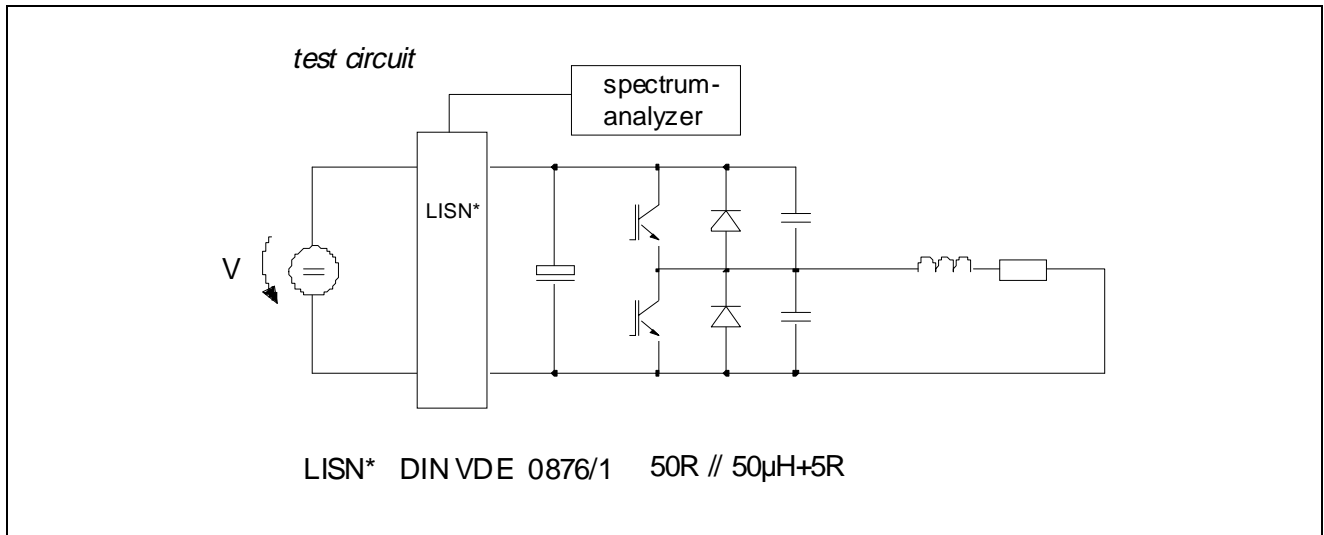 test circuit
spectrum-
analyzer
LISN*
V
LISN* DIN VDE 0876/1 50R // 50µH+5R